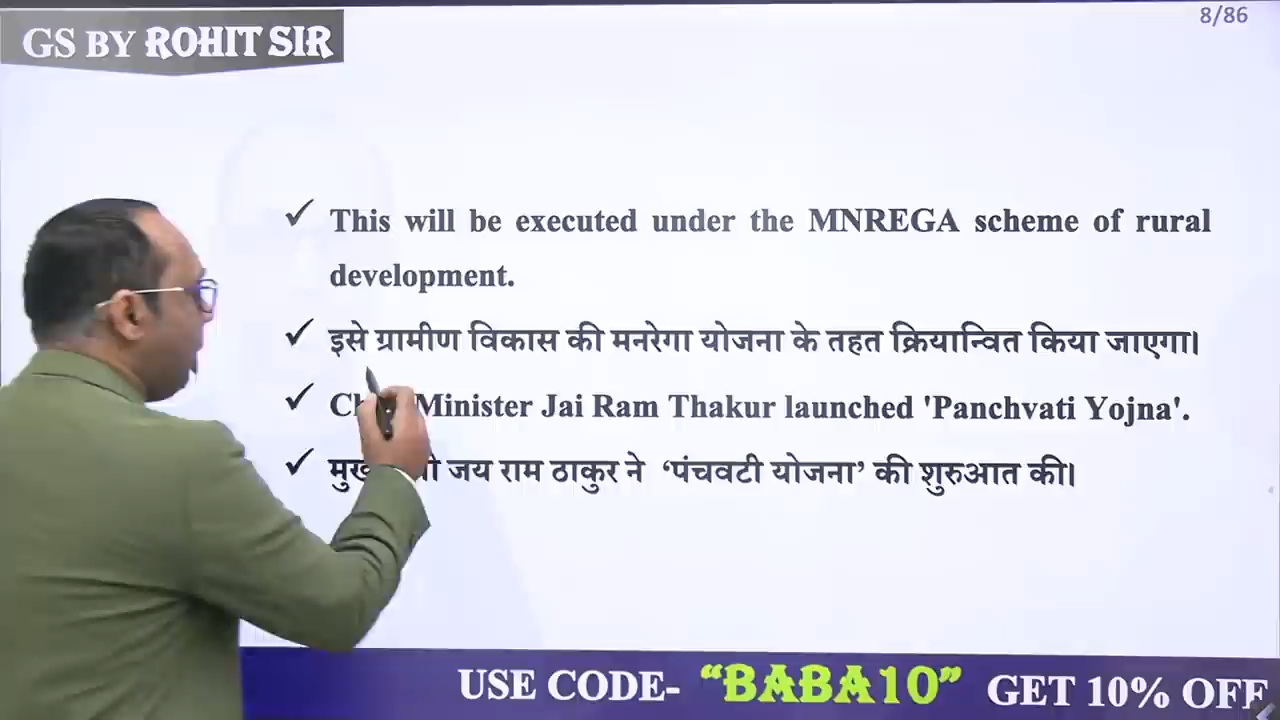 GS BY ROHIT SIR
8/86
✓ This will be executed under the MNREGA scheme of rural
development.
✓ इसे ग्रामीण विकास की मनरेगा योजना के तहत क्रियान्वित किया जाएगा।
✓ Minister Jai Ram Thakur launched 'Panchvati Yojna'.
✓ जय राम ठाकुर ने ‘पंचवटी योजना’ की शुरुआत की।
USE CODE- “BABA10” GET 10% OFF